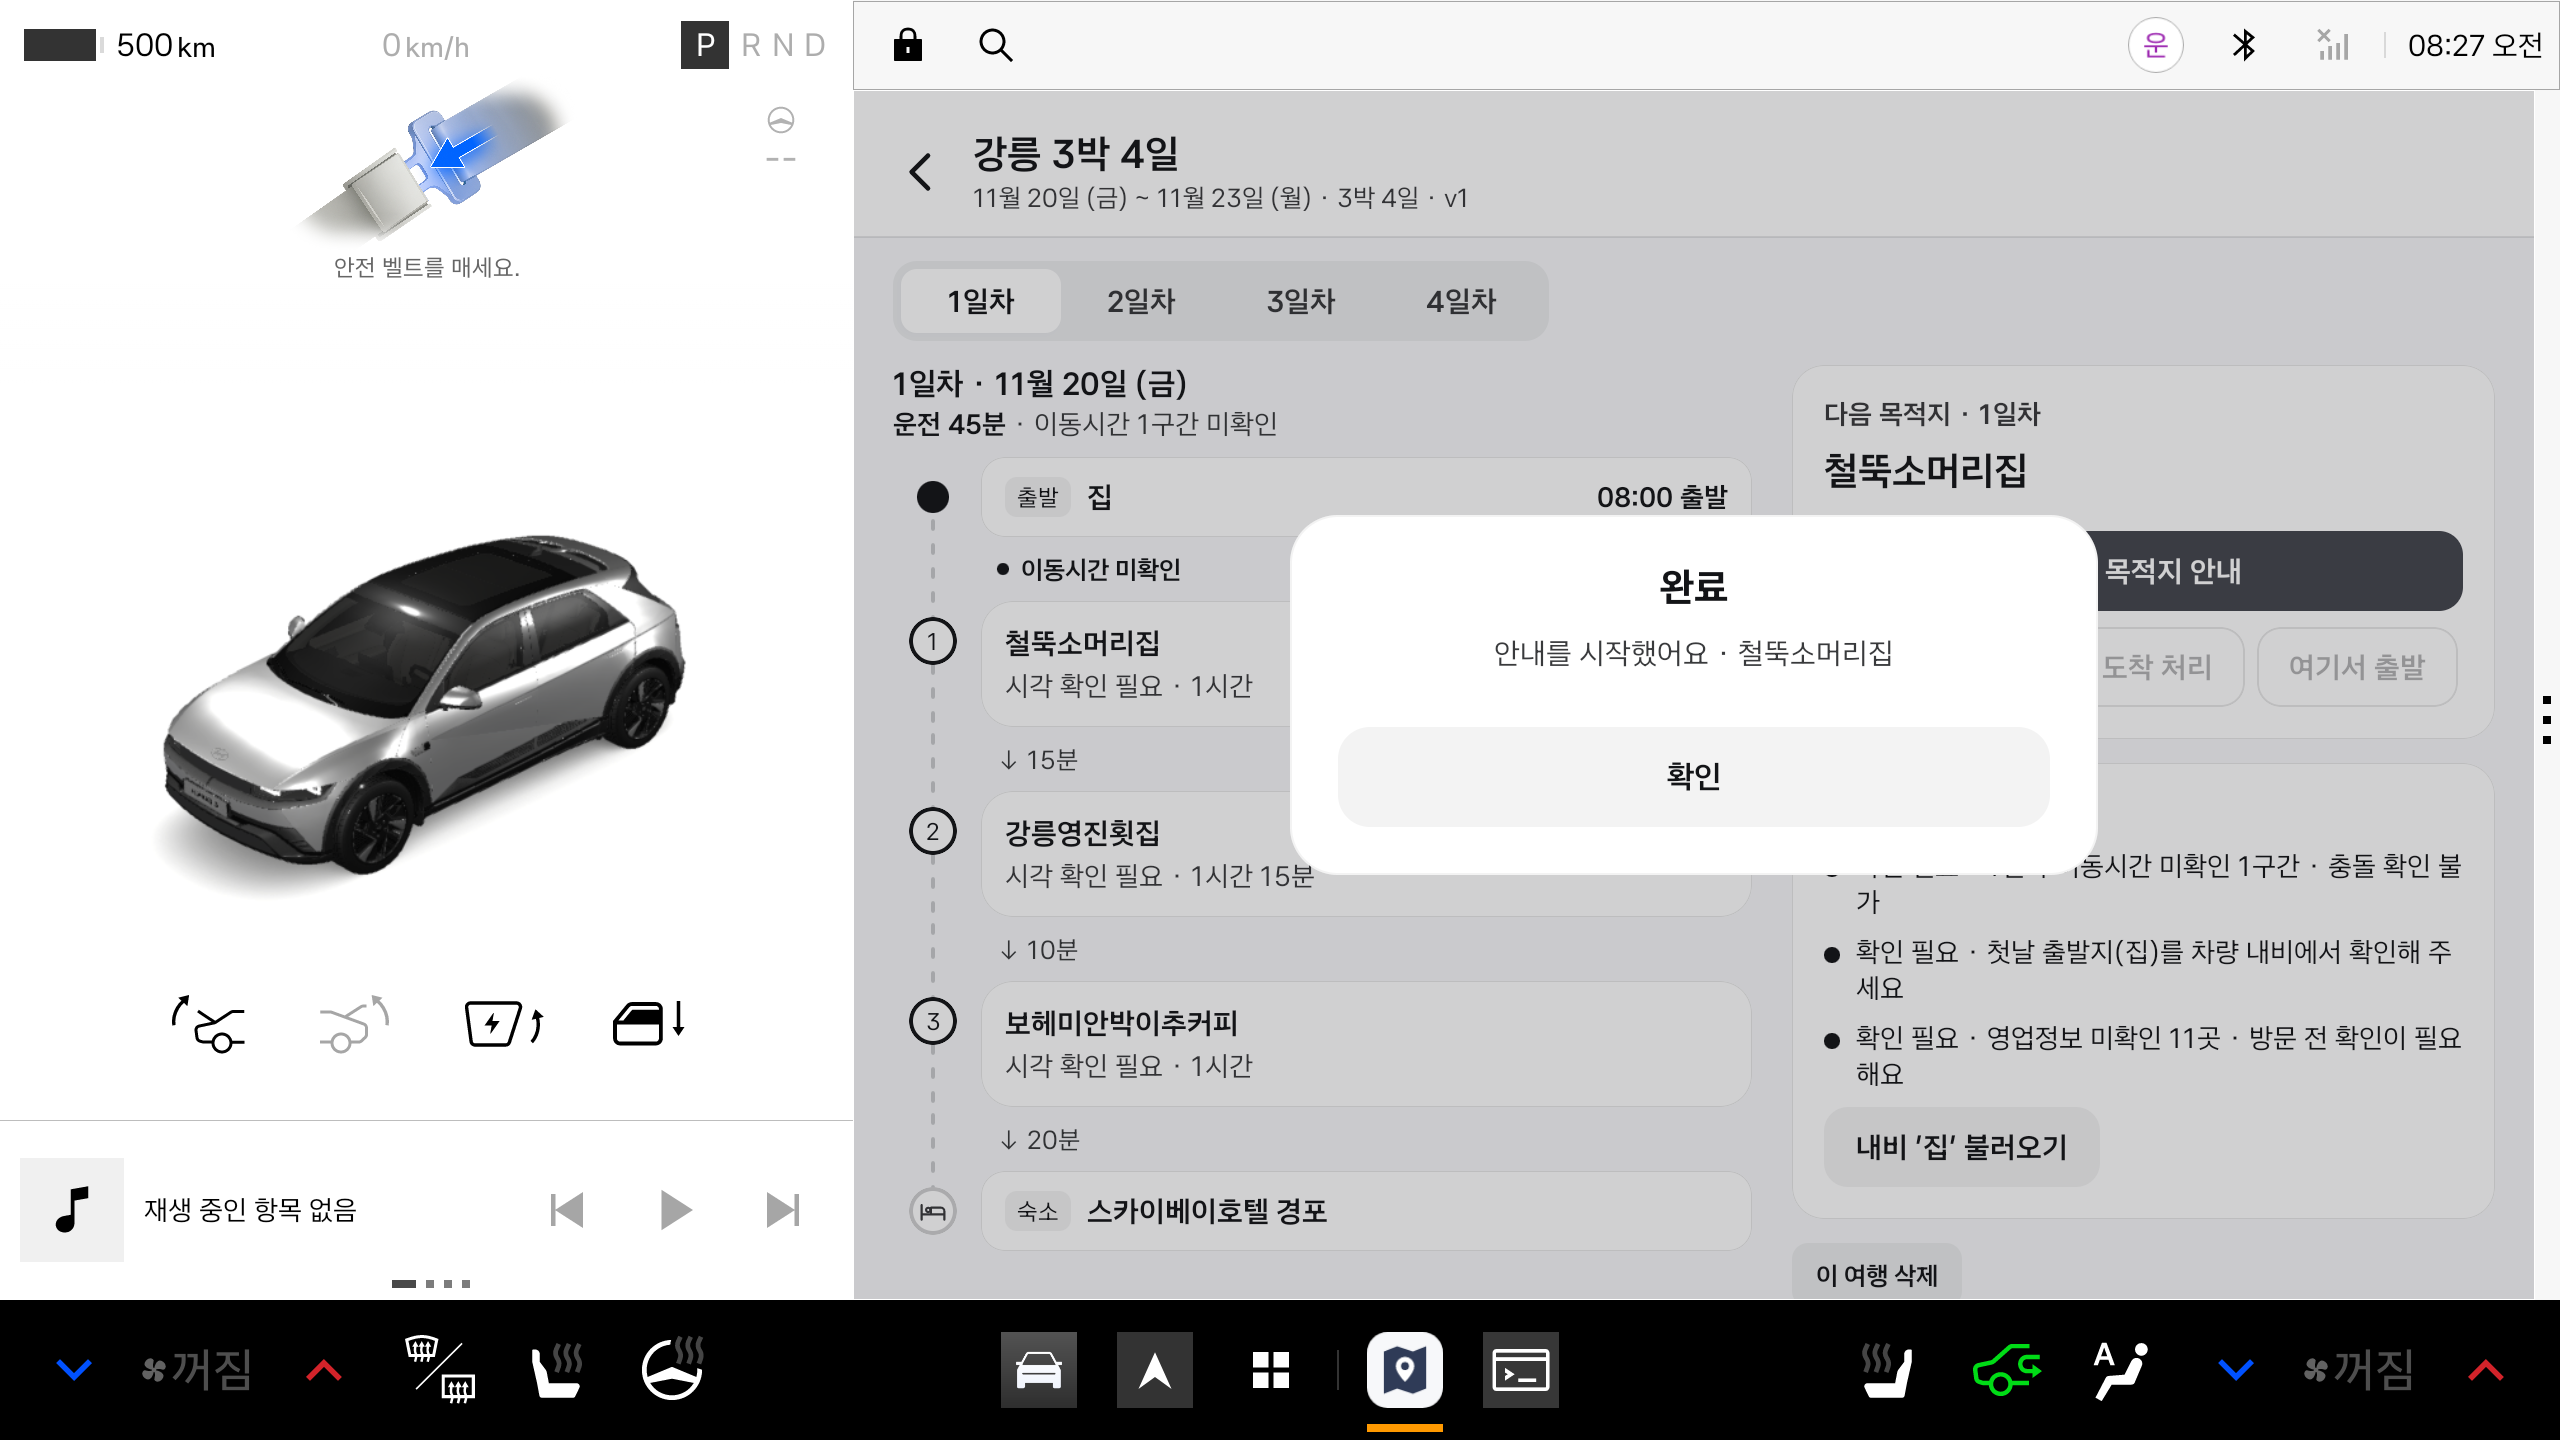 500 km
0 km/h
P R N D
안전 벨트를 매세요.
재생 중인 항목 없음
운
08:27 오전
강릉 3박 4일
11월 20일 (금) ~ 11월 23일 (월) · 3박 4일 · v1
1일차
2일차
3일차
4일차
1일차 · 11월 20일 (금)
운전 45분 · 이동시간 1구간 미확인
출발 집 08:00 출발
이동시간 미확인
1 철뚝소머리집
시각 확인 필요 · 1시간
↓ 15분
2 강릉영진횟집
시각 확인 필요 · 1시간 15분
↓ 10분
3 보헤미안박이추커피
시각 확인 필요 · 1시간
↓ 20분
숙소 스카이베이호텔 경포
다음 목적지 · 1일차
철뚝소머리집
목적지 안내
도착 처리
여기서 출발
완료
안내를 시작했어요 · 철뚝소머리집
확인
동시간 미확인 1구간 · 충돌 확인 불
가
확인 필요 · 첫날 출발지(집)를 차량 내비에서 확인해 주
세요
확인 필요 · 영업정보 미확인 11곳 · 방문 전 확인이 필요
해요
내비 '집' 불러오기
이 여행 삭제
꺼짐
A
꺼짐